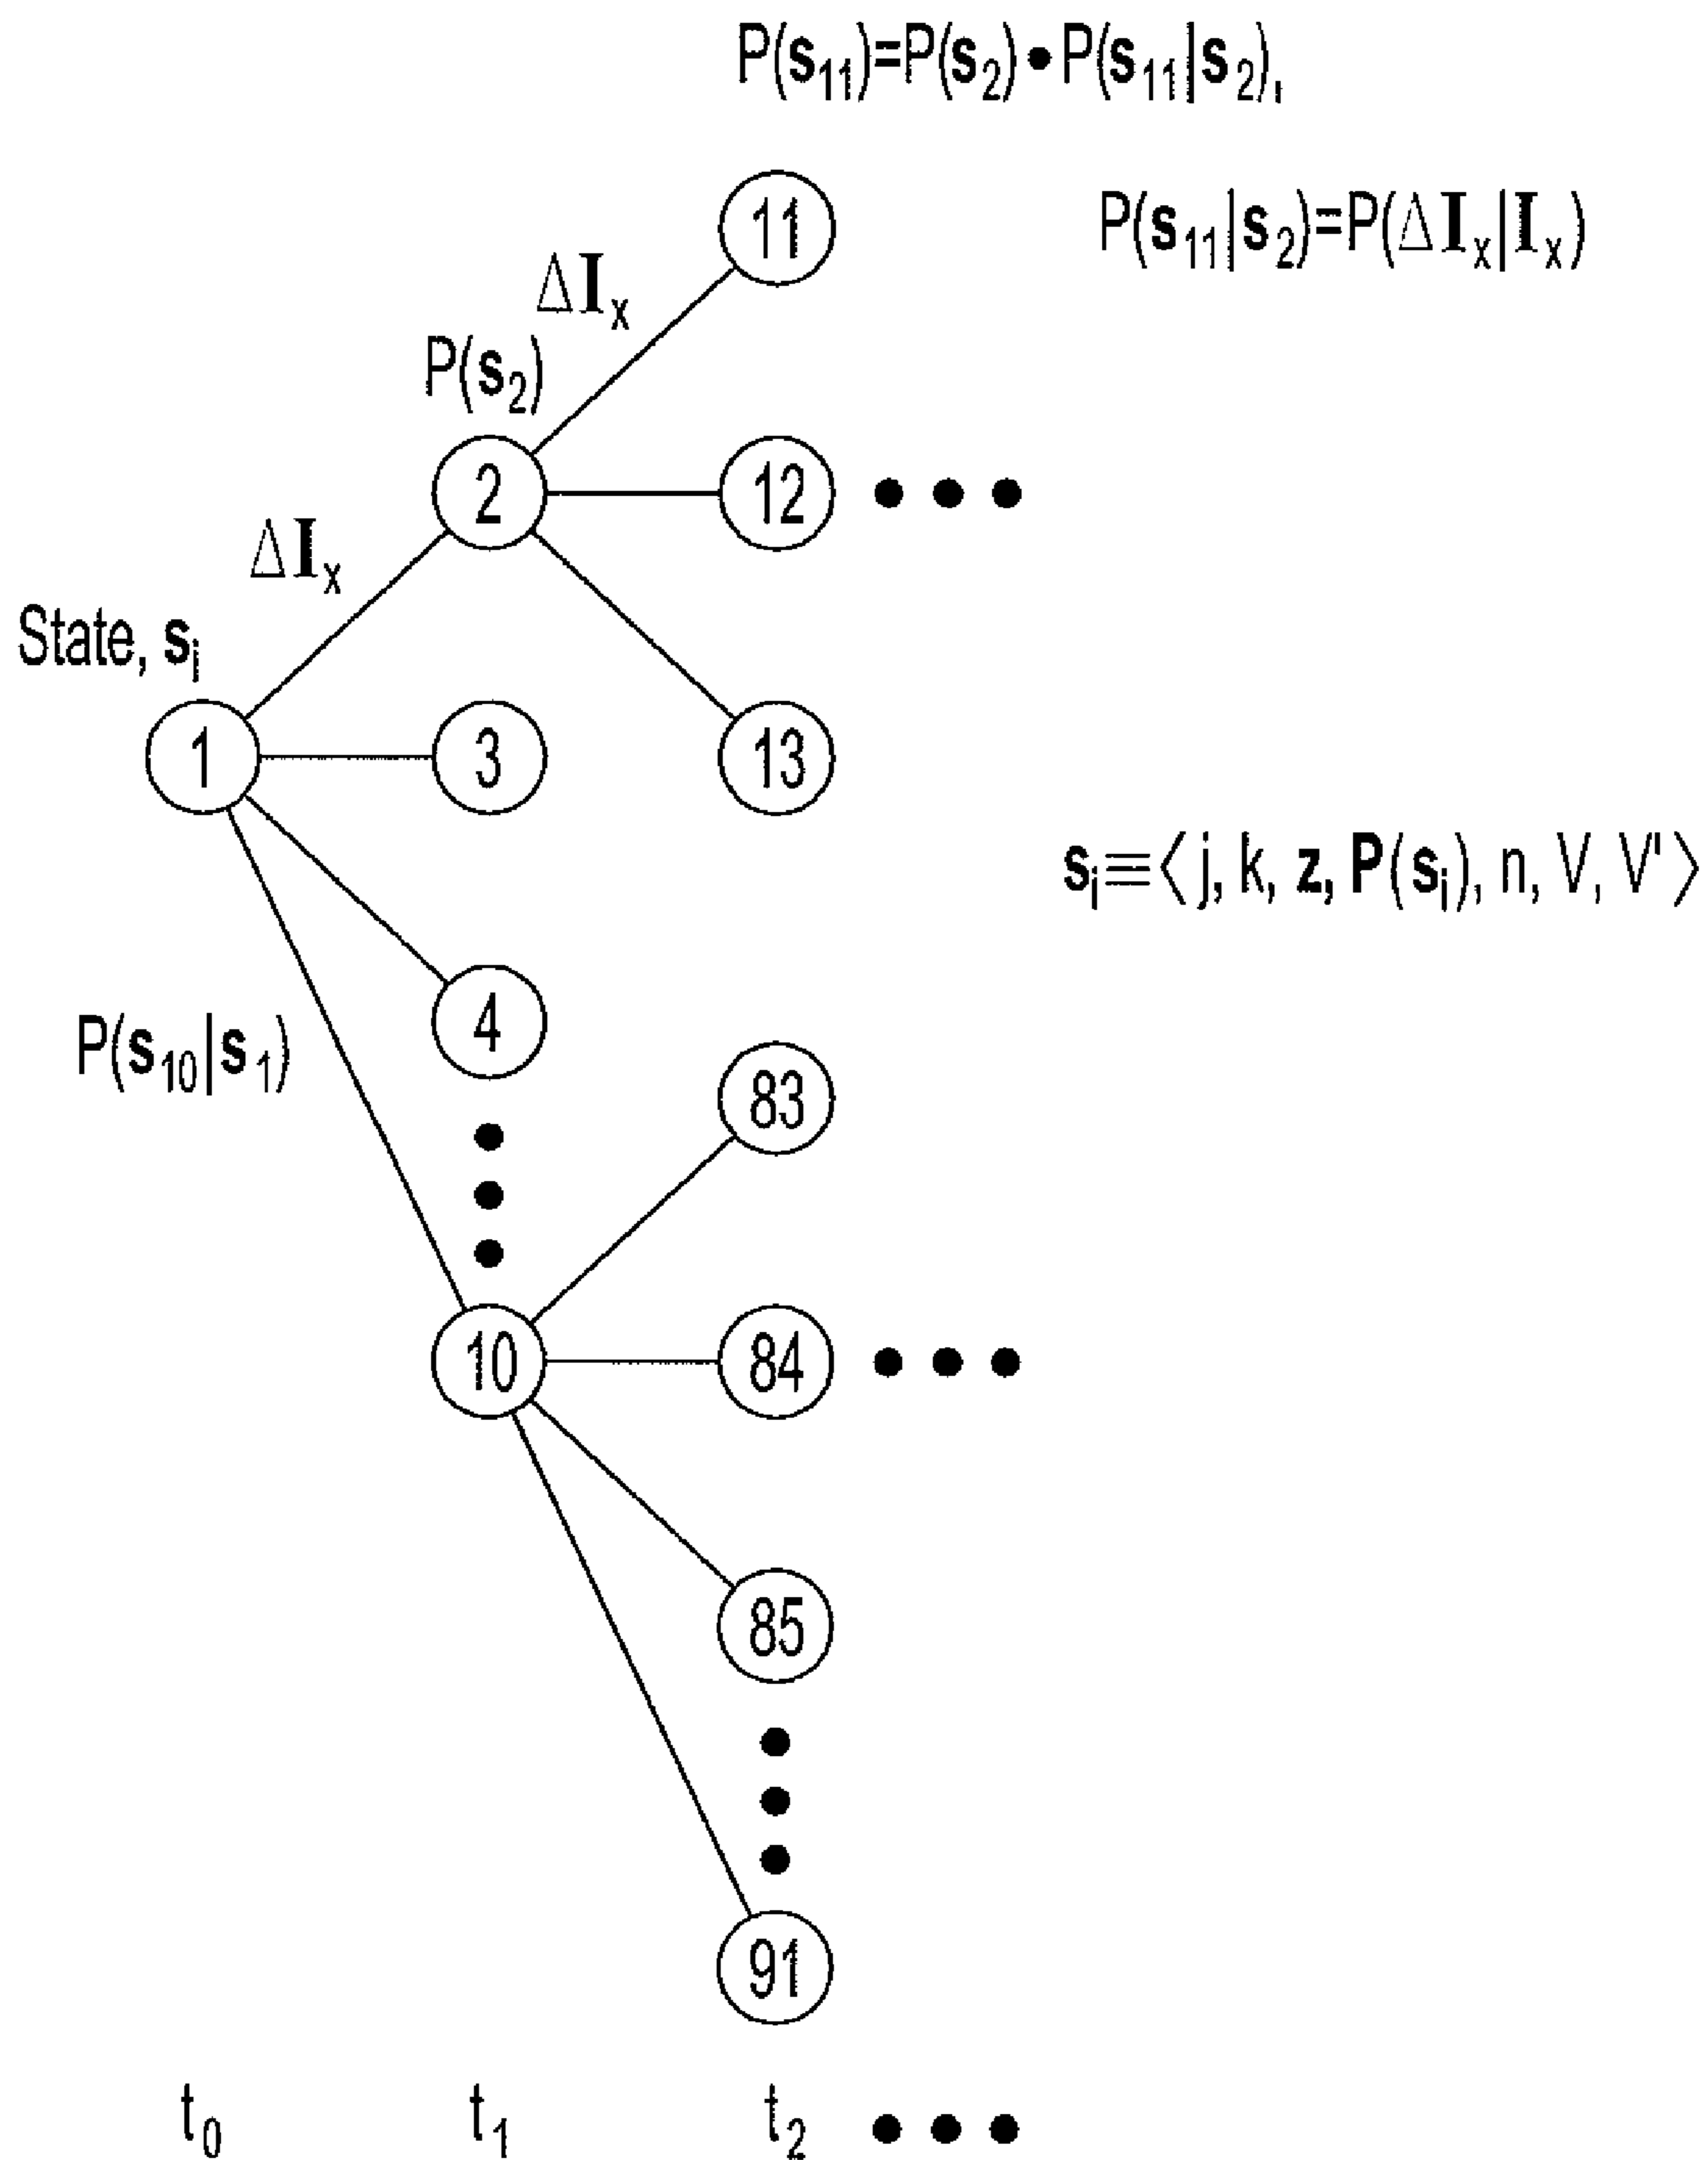 P(s₁₁)=P(s₂)•P(s₁₁|s₂),
P(s₁₁|s₂)=P(ΔIₓ|Iₓ)
11
ΔIₓ
P(s₂)
2
12
• • •
ΔIₓ
State, sᵢ
1
3
13
sᵢ≡⟨j, k, z, P(sᵢ), n, V, V'⟩
4
P(s₁₀|s₁)
83
10
84
• • •
85
91
t₀ t₁ t₂ • • •